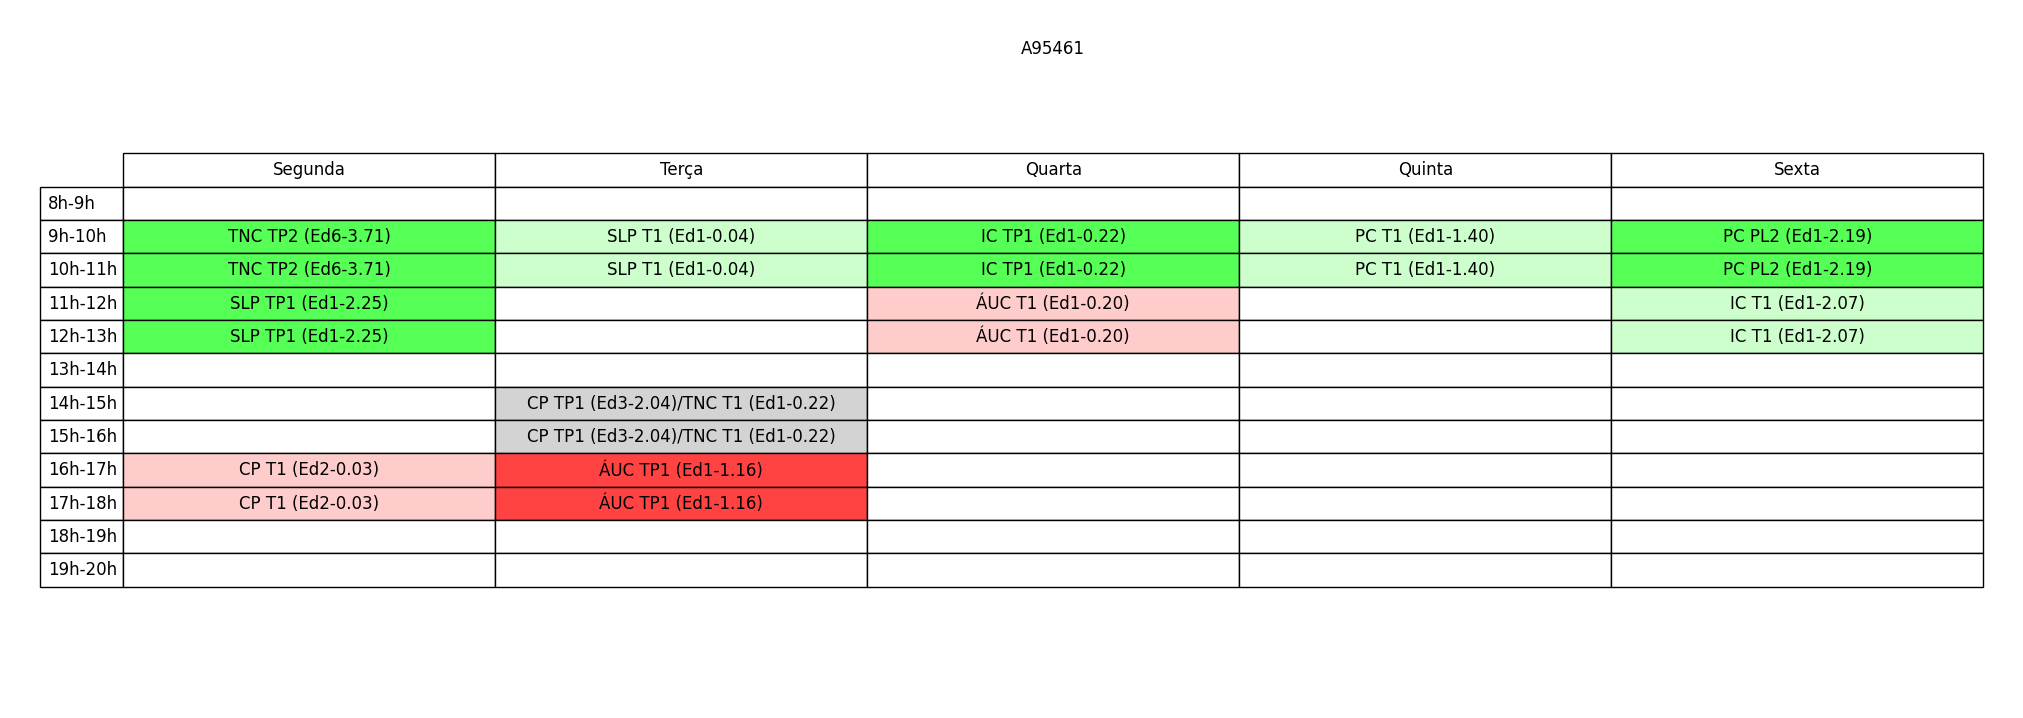 A95461
Segunda Terça Quarta Quinta Sexta
8h-9h
9h-10h TNC TP2 (Ed6-3.71) SLP T1 (Ed1-0.04) IC TP1 (Ed1-0.22) PC T1 (Ed1-1.40) PC PL2 (Ed1-2.19)
10h-11h TNC TP2 (Ed6-3.71) SLP T1 (Ed1-0.04) IC TP1 (Ed1-0.22) PC T1 (Ed1-1.40) PC PL2 (Ed1-2.19)
11h-12h SLP TP1 (Ed1-2.25) ÁUC T1 (Ed1-0.20) IC T1 (Ed1-2.07)
12h-13h SLP TP1 (Ed1-2.25) ÁUC T1 (Ed1-0.20) IC T1 (Ed1-2.07)
13h-14h
14h-15h CP TP1 (Ed3-2.04)/TNC T1 (Ed1-0.22)
15h-16h CP TP1 (Ed3-2.04)/TNC T1 (Ed1-0.22)
16h-17h CP T1 (Ed2-0.03) ÁUC TP1 (Ed1-1.16)
17h-18h CP T1 (Ed2-0.03) ÁUC TP1 (Ed1-1.16)
18h-19h
19h-20h